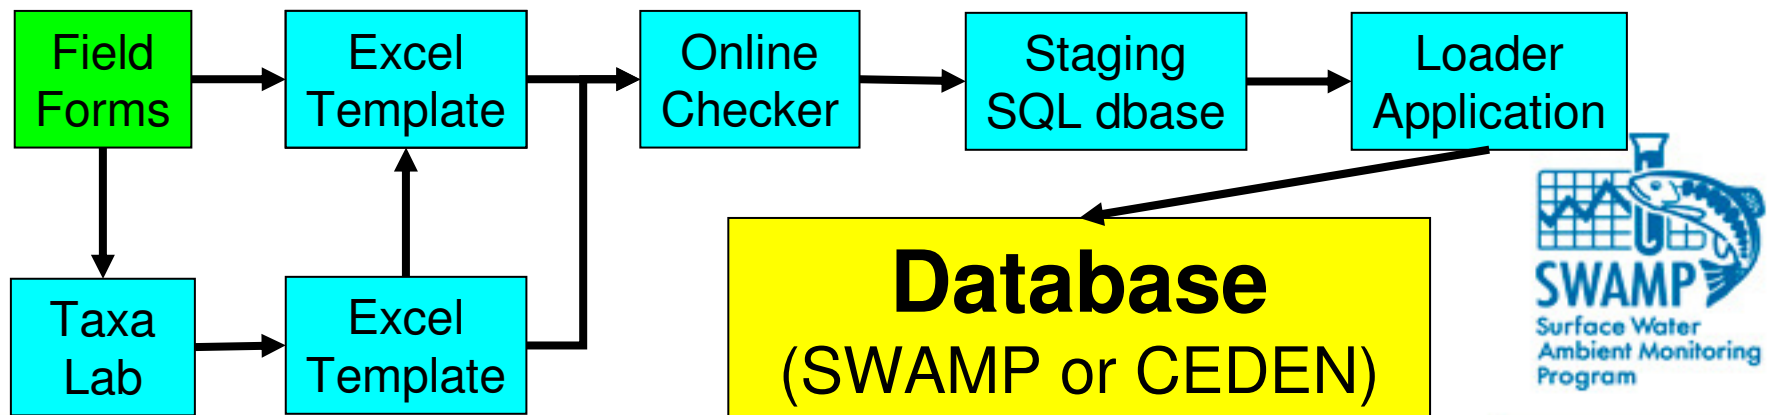 Field
Forms
Excel
Template
Online
Checker
Staging
SQL dbase
Loader
Application
Taxa
Lab
Excel
Template
Database
(SWAMP or CEDEN)
SWAMP
Surface Water
Ambient Monitoring
Program